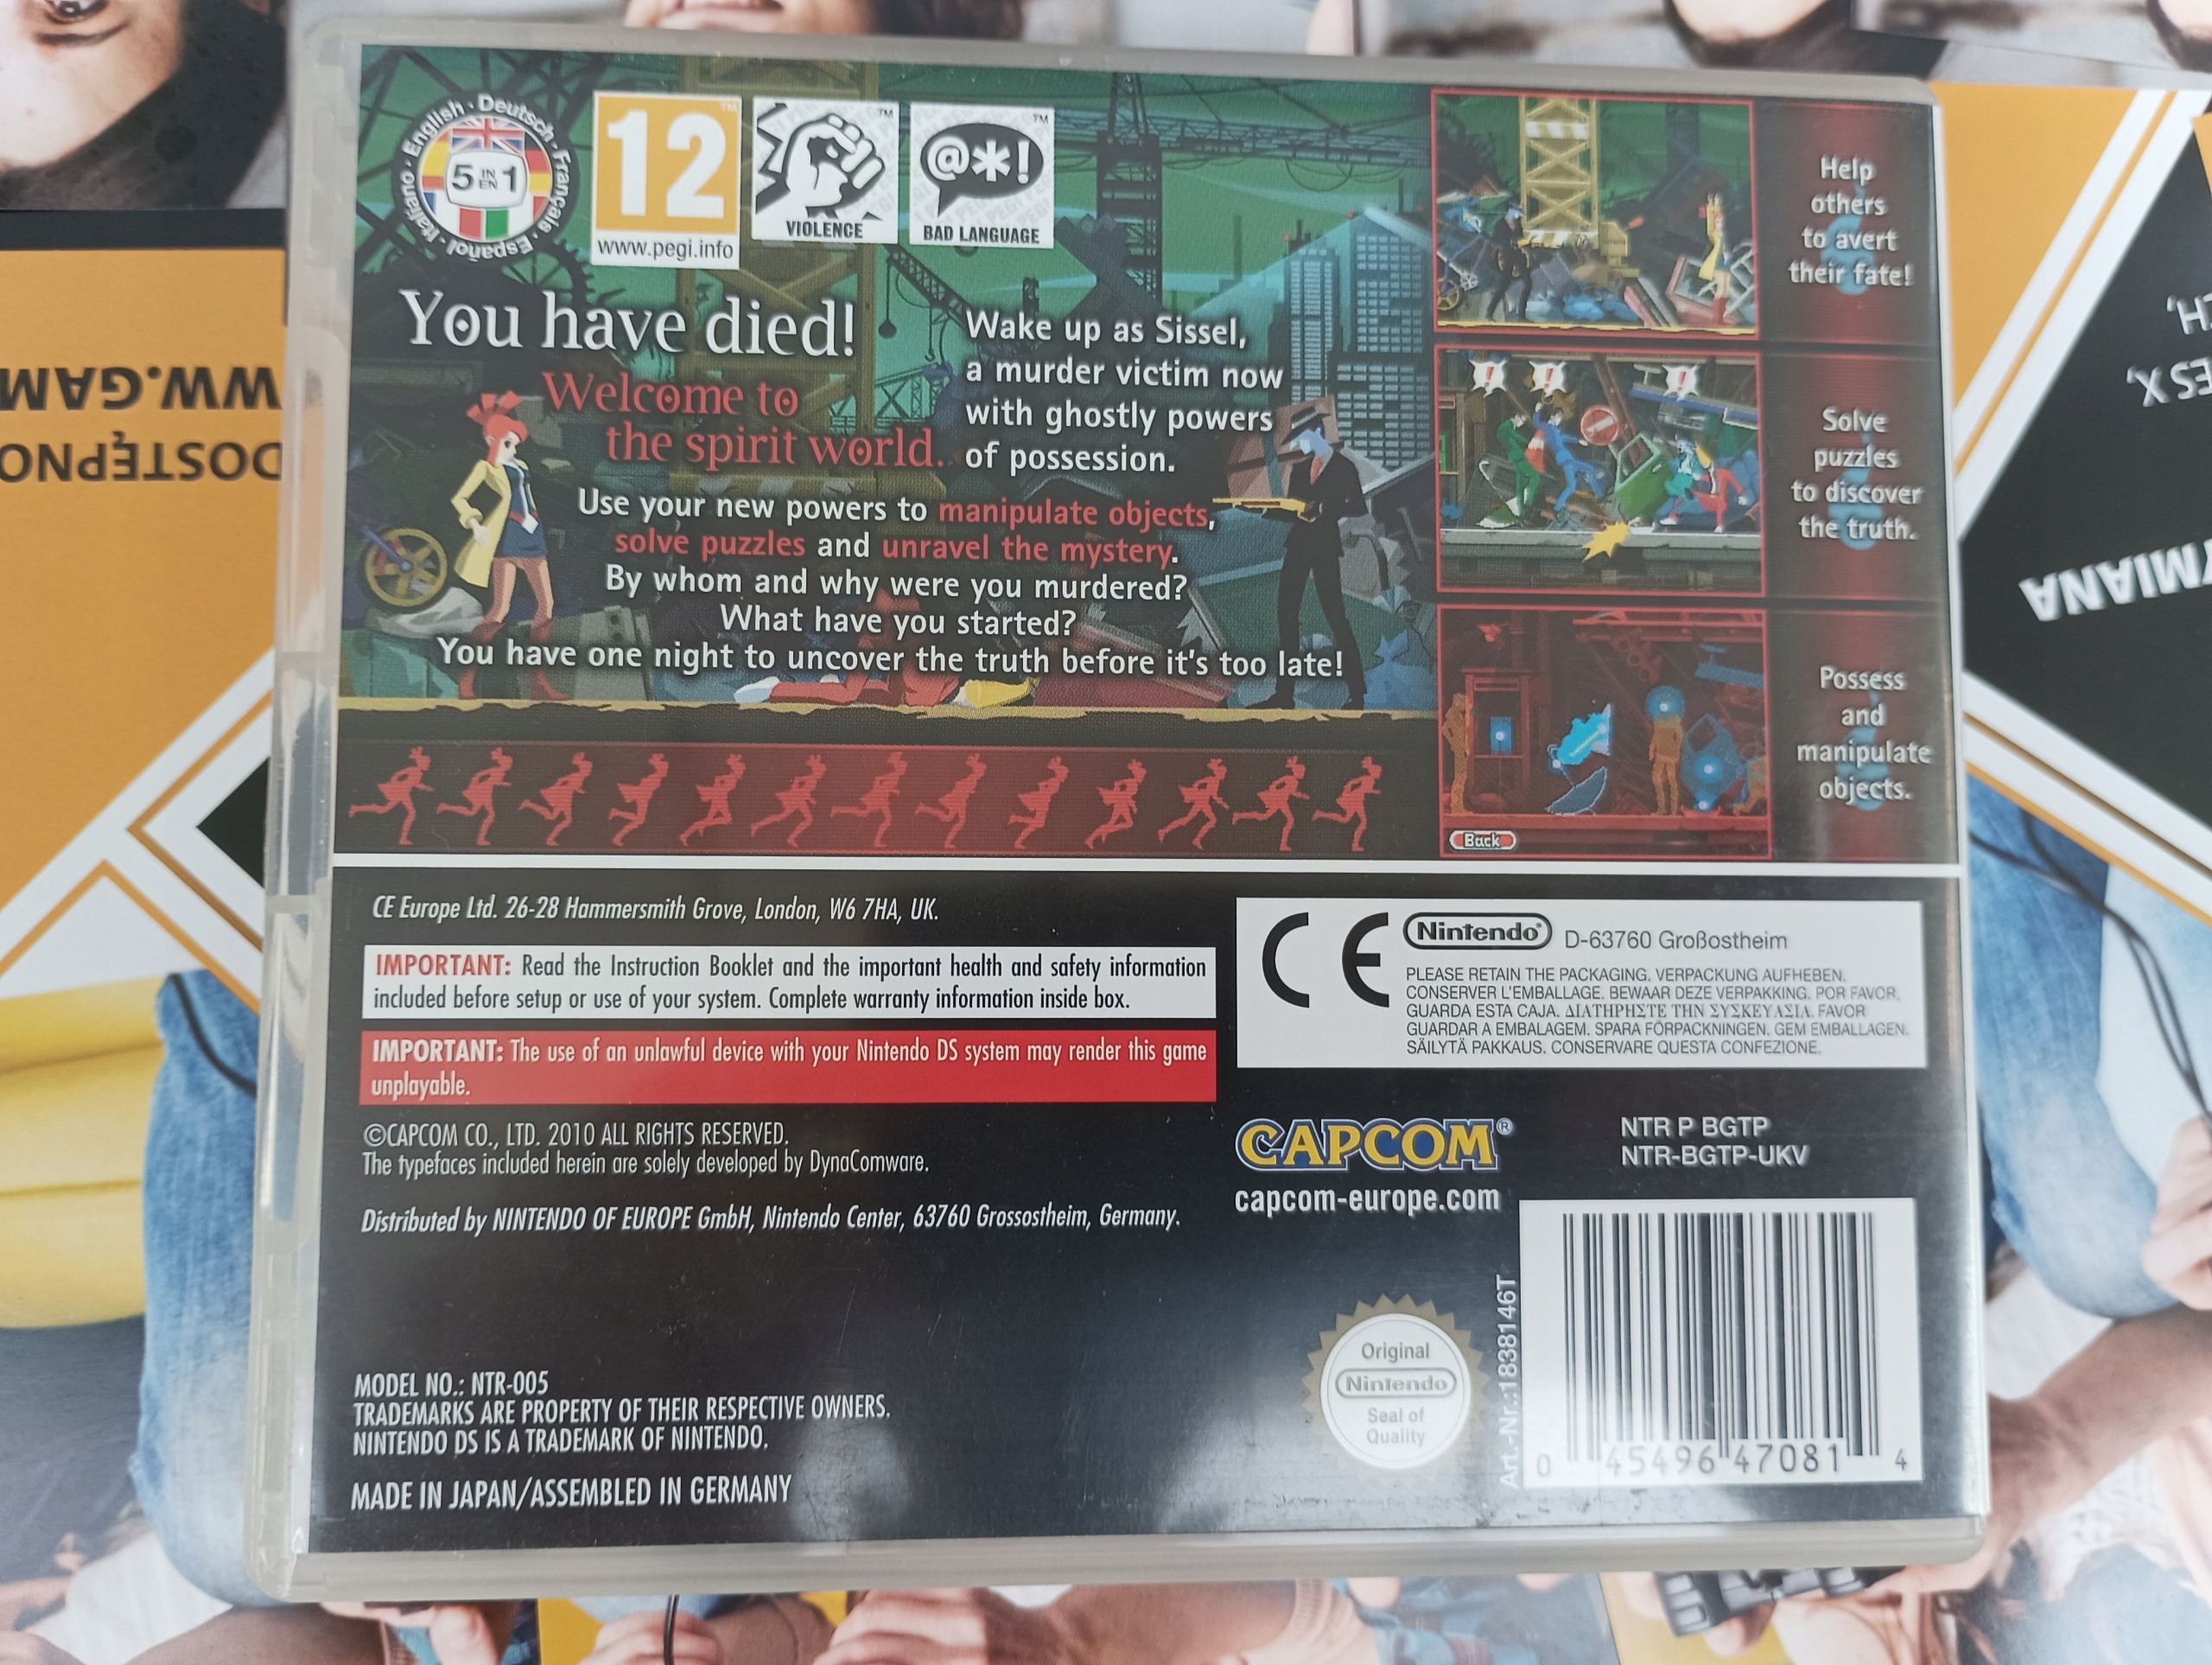 English · Deutsch · Français · Español · Italiano
5 IN EN 1
12
www.pegi.info
VIOLENCE
@*!
BAD LANGUAGE
You have died!
Welcome to
the spirit world.
Wake up as Sissel,
a murder victim now
with ghostly powers
of possession.
Use your new powers to manipulate objects,
solve puzzles and unravel the mystery.
By whom and why were you murdered?
What have you started?
You have one night to uncover the truth before it's too late!
Help
others
to avert
their fate!
Solve
puzzles
to discover
the truth.
Possess
and
manipulate
objects.
Back
CE Europe Ltd. 26-28 Hammersmith Grove, London, W6 7HA, UK.
IMPORTANT: Read the Instruction Booklet and the important health and safety information
included before setup or use of your system. Complete warranty information inside box.
IMPORTANT: The use of an unlawful device with your Nintendo DS system may render this game
unplayable.
©CAPCOM CO., LTD. 2010 ALL RIGHTS RESERVED.
The typefaces included herein are solely developed by DynaComware.
Distributed by NINTENDO OF EUROPE GmbH, Nintendo Center, 63760 Grossostheim, Germany.
MODEL NO.: NTR-005
TRADEMARKS ARE PROPERTY OF THEIR RESPECTIVE OWNERS.
NINTENDO DS IS A TRADEMARK OF NINTENDO.
MADE IN JAPAN/ASSEMBLED IN GERMANY
CE
Nintendo® D-63760 Großostheim
PLEASE RETAIN THE PACKAGING. VERPACKUNG AUFHEBEN.
CONSERVER L'EMBALLAGE. BEWAAR DEZE VERPAKKING. POR FAVOR,
GUARDA ESTA CAJA. ΔΙΑΤΗΡΗΣΤΕ ΤΗΝ ΣΥΣΚΕΥΑΣΙΑ. FAVOR
GUARDAR A EMBALAGEM. SPARA FÖRPACKNINGEN. GEM EMBALLAGEN.
SÄILYTÄ PAKKAUS. CONSERVARE QUESTA CONFEZIONE.
CAPCOM®
capcom-europe.com
NTR P BGTP
NTR-BGTP-UKV
Original
Nintendo
Seal of
Quality
Art.-Nr.:1838146T
0 45496 47081 4
WW.GAM
DOSTĘPNO
H,
ES X,
YMIANA